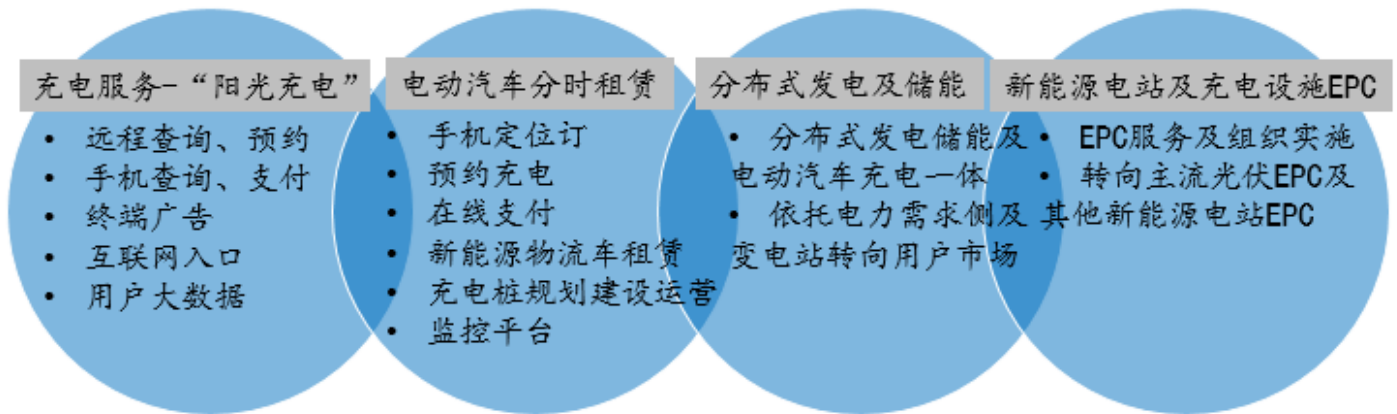 充电服务-“阳光充电”
• 远程查询、预约
• 手机查询、支付
• 终端广告
• 互联网入口
• 用户大数据
电动汽车分时租赁
• 手机定位订
• 预约充电
• 在线支付
• 新能源物流车租赁
• 充电桩规划建设运营
• 监控平台
分布式发电及储能
• 分布式发电储能及
电动汽车充电一体
• 依托电力需求侧及
变电站转向用户市场
新能源电站及充电设施EPC
• EPC服务及组织实施
• 转向主流光伏EPC及
其他新能源电站EPC